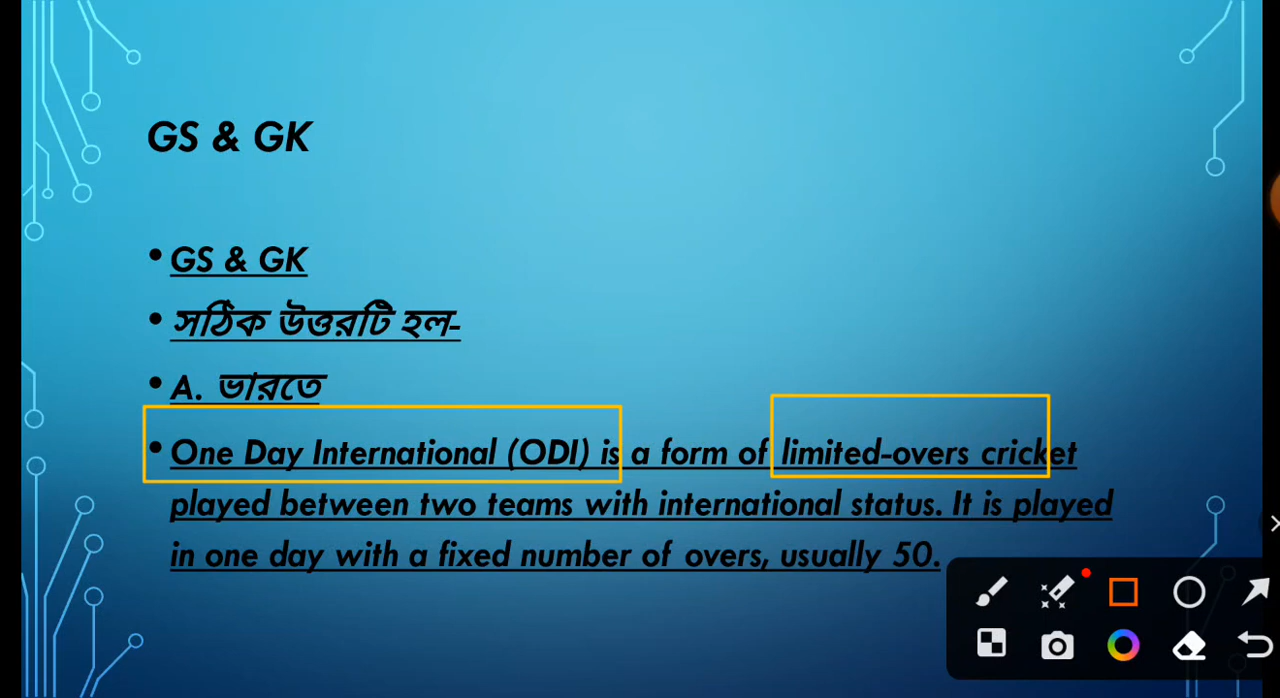 GS & GK
GS & GK
সঠিক উত্তরটি হল-
A. ভারতে
One Day International (ODI) is a form of limited-overs cricket
played between two teams with international status. It is played
in one day with a fixed number of overs, usually 50.